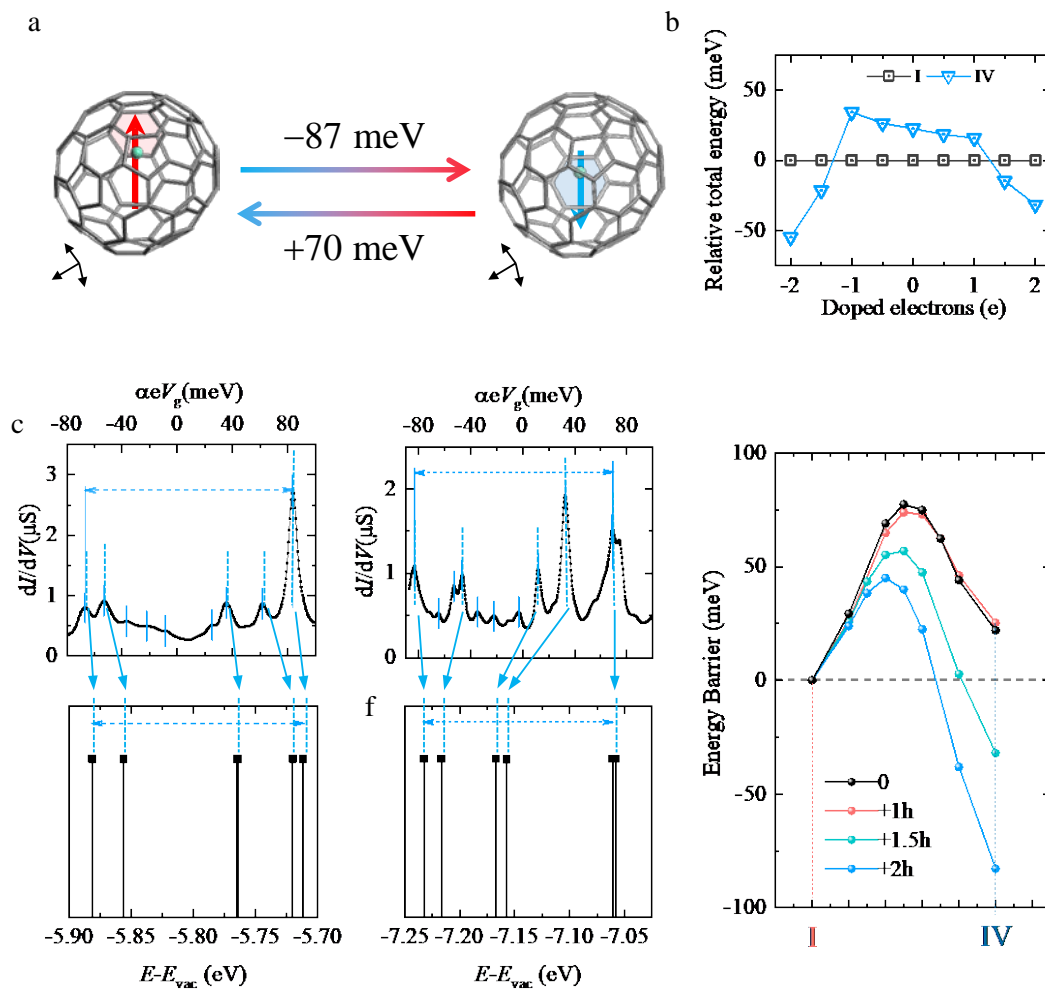 a
−87 meV
+70 meV
b
Relative total energy (meV)
50
0
-50
I
IV
-2
-1
0
1
2
Doped electrons (e)
c
αeVg(meV)
-80
-40
0
40
80
dI/dV(μS)
3
2
1
0
αeVg(meV)
-80
-40
0
40
80
dI/dV(μS)
2
1
0
f
-5.90
-5.85
-5.80
-5.75
-5.70
E-Evac (eV)
-7.25
-7.20
-7.15
-7.10
-7.05
E-Evac (eV)
Energy Barrier (meV)
100
50
0
-50
-100
0
+1h
+1.5h
+2h
I
IV